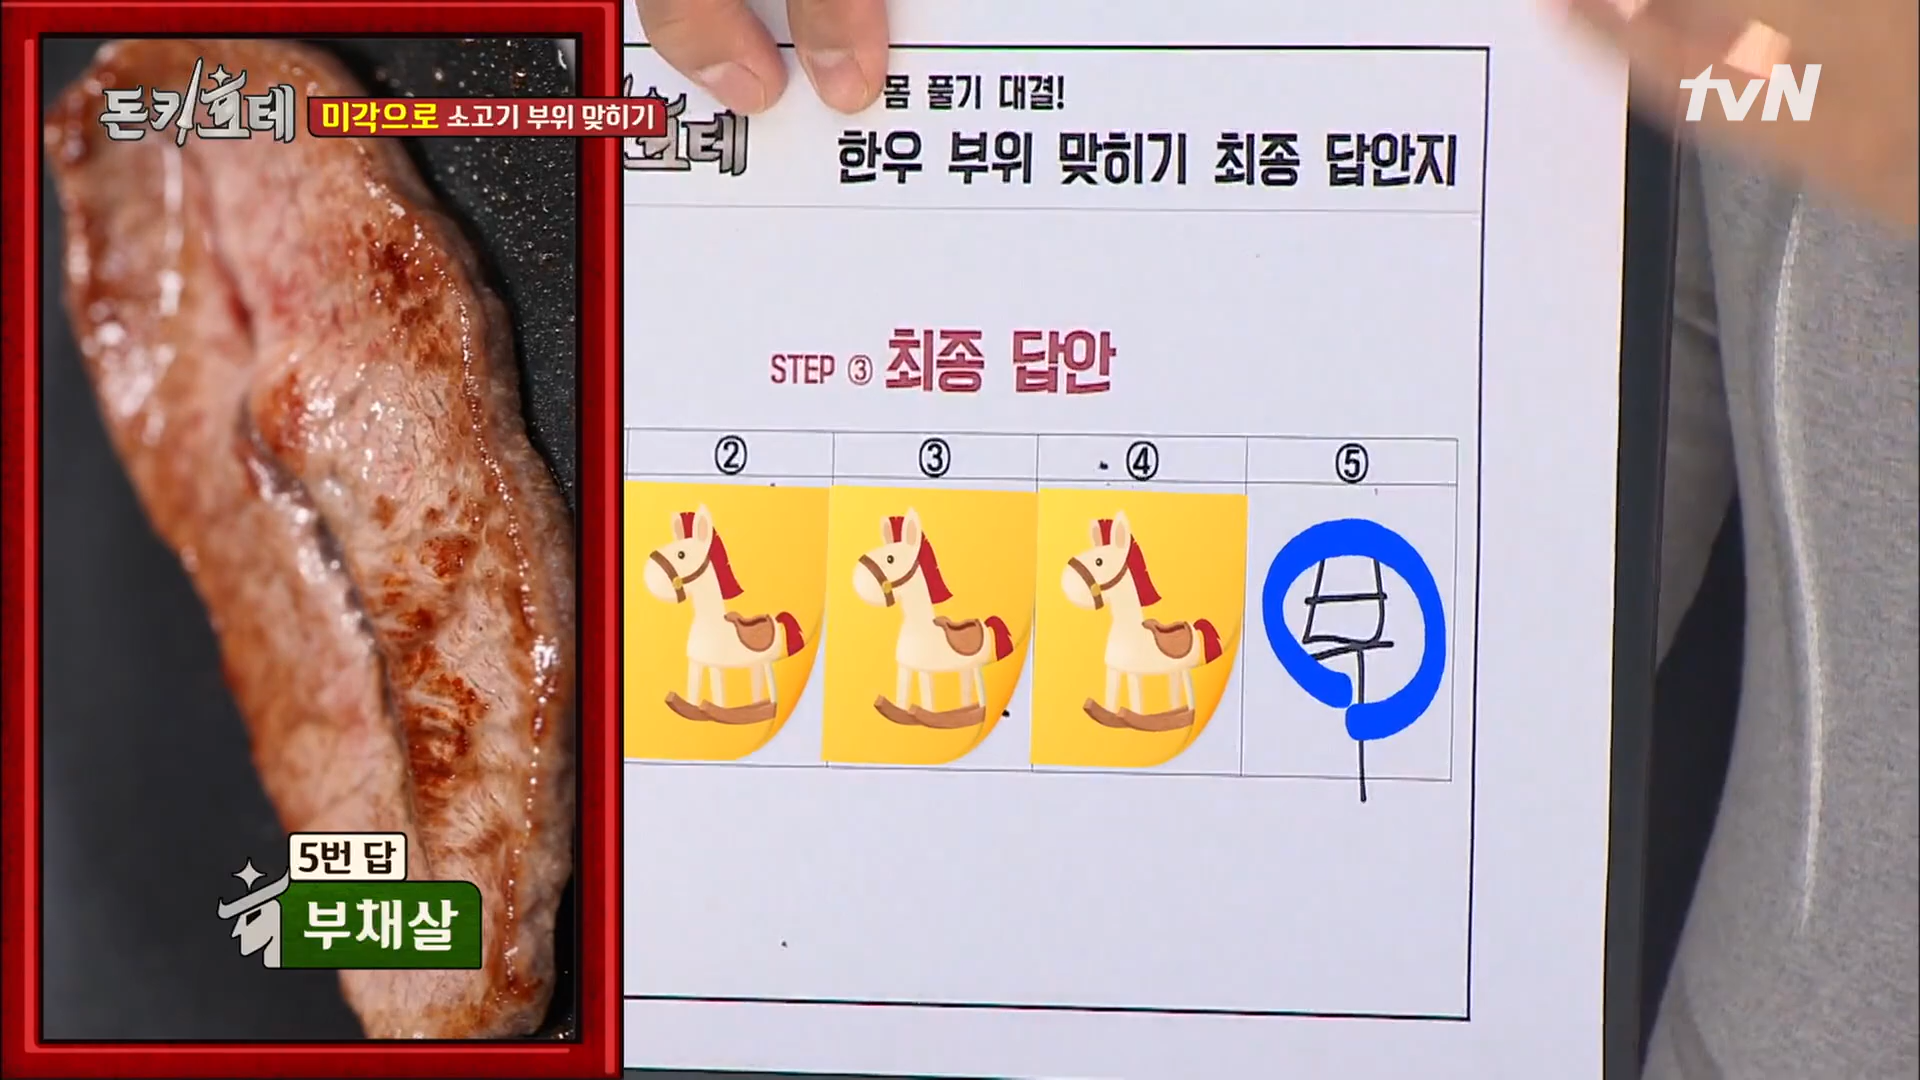 돈키호테 미각으로 소고기 부위 맞히기
tvN
몸 풀기 대결!
호테 한우 부위 맞히기 최종 답안지
STEP ③ 최종 답안
② ③ ④ ⑤
부
5번 답
부채살